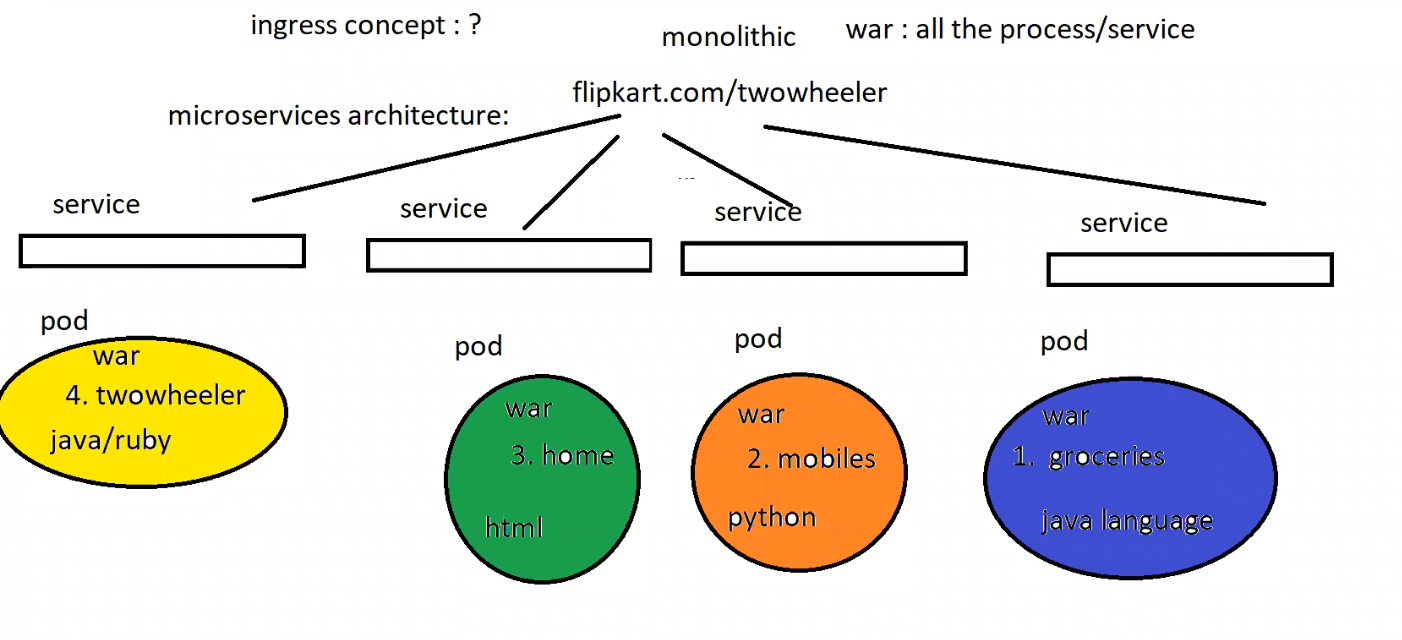 ingress concept : ?
monolithic
war : all the process/service
flipkart.com/twowheeler
microservices architecture:
service
service
service
service
pod
war
4. twowheeler
java/ruby
pod
war
3. home
html
pod
war
2. mobiles
python
pod
war
1. groceries
java language